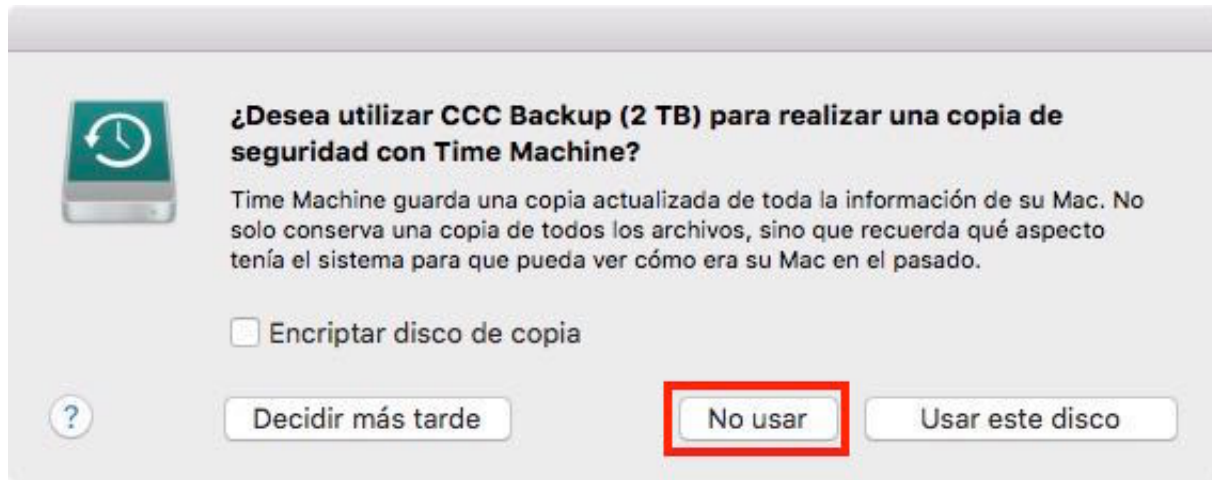 ¿Desea utilizar CCC Backup (2 TB) para realizar una copia de
seguridad con Time Machine?
Time Machine guarda una copia actualizada de toda la información de su Mac. No
solo conserva una copia de todos los archivos, sino que recuerda qué aspecto
tenía el sistema para que pueda ver cómo era su Mac en el pasado.
Encriptar disco de copia
? Decidir más tarde No usar Usar este disco